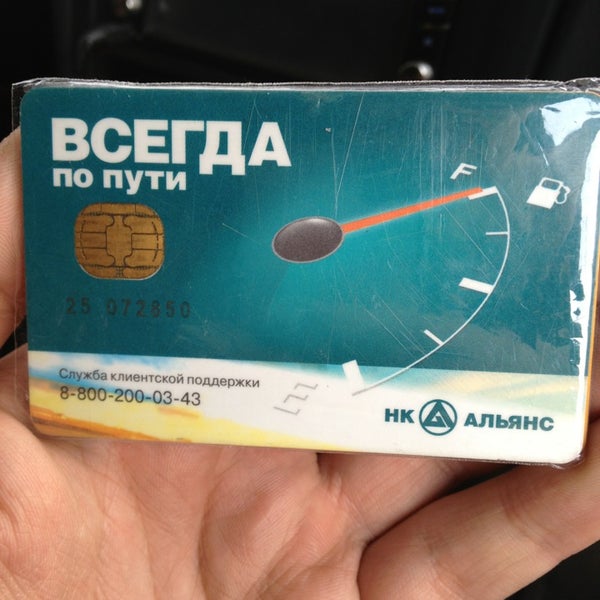 ВСЕГДА
по пути
F
25 072850
Служба клиентской поддержки
8-800-200-03-43
НК АЛЬЯНС